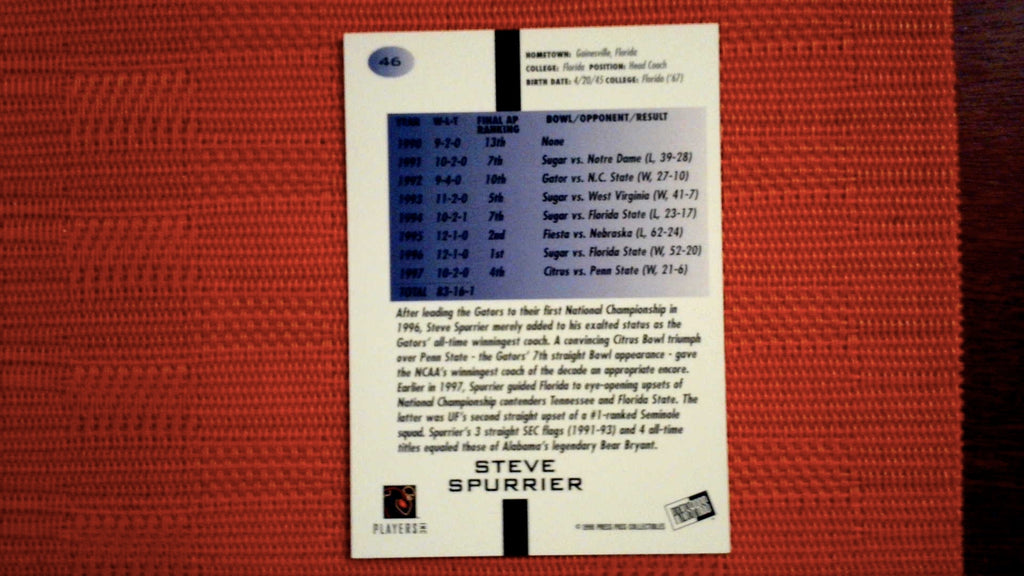 46
HOMETOWN: Gainesville, Florida
COLLEGE: Florida POSITION: Head Coach
BIRTH DATE: 4/20/45 COLLEGE: Florida ('67)
YEAR W-L-T FINAL AP RANKING BOWL/OPPONENT/RESULT
1990 9-2-0 13th None
1991 10-2-0 7th Sugar vs. Notre Dame (L, 39-28)
1992 9-4-0 10th Gator vs. N.C. State (W, 27-10)
1993 11-2-0 5th Sugar vs. West Virginia (W, 41-7)
1994 10-2-1 7th Sugar vs. Florida State (L, 23-17)
1995 12-1-0 2nd Fiesta vs. Nebraska (L, 62-24)
1996 12-1-0 1st Sugar vs. Florida State (W, 52-20)
1997 10-2-0 4th Citrus vs. Penn State (W, 21-6)
TOTAL 83-16-1
After leading the Gators to their first National Championship in
1996, Steve Spurrier merely added to his exalted status as the
Gators' all-time winningest coach. A convincing Citrus Bowl triumph
over Penn State - the Gators' 7th straight Bowl appearance - gave
the NCAA's winningest coach of the decade an appropriate encore.
Earlier in 1997, Spurrier guided Florida to eye-opening upsets of
National Championship contenders Tennessee and Florida State. The
latter was UF's second straight upset of a #1-ranked Seminole
squad. Spurrier's 3 straight SEC flags (1991-93) and 4 all-time
titles equaled those of Alabama's legendary Bear Bryant.
STEVE
SPURRIER
PLAYERS
© 1998 PRESS PASS COLLECTIBLES